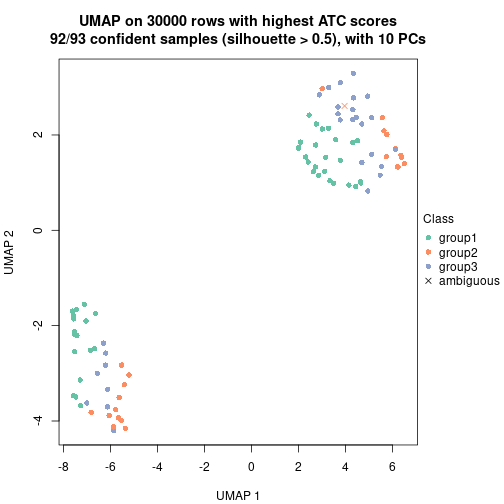 UMAP on 30000 rows with highest ATC scores
92/93 confident samples (silhouette > 0.5), with 10 PCs
2
0
-2
-4
UMAP 2
-8
-6
-4
-2
0
2
4
6
UMAP 1
Class
group1
group2
group3
ambiguous